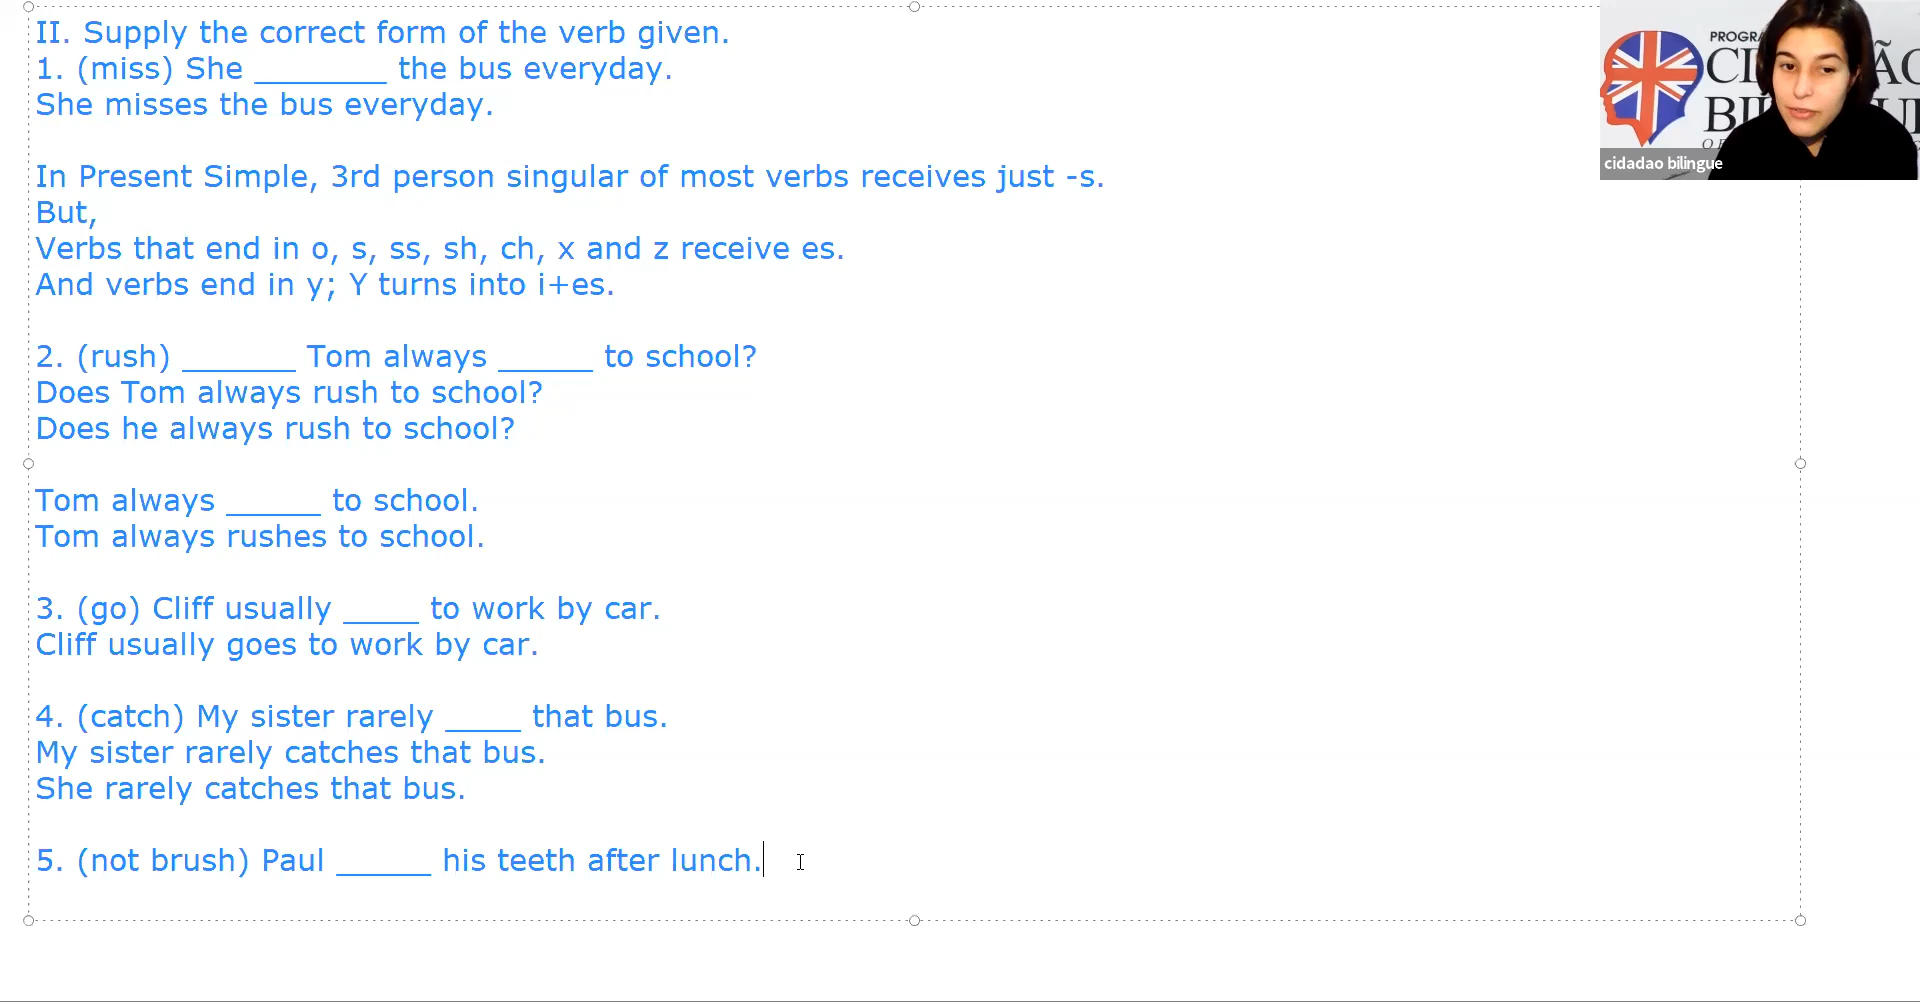 II. Supply the correct form of the verb given.
1. (miss) She _______ the bus everyday.
She misses the bus everyday.
In Present Simple, 3rd person singular of most verbs receives just -s.
But,
Verbs that end in o, s, ss, sh, ch, x and z receive es.
And verbs end in y; Y turns into i+es.
2. (rush) ______ Tom always _____ to school?
Does Tom always rush to school?
Does he always rush to school?
Tom always _____ to school.
Tom always rushes to school.
3. (go) Cliff usually ____ to work by car.
Cliff usually goes to work by car.
4. (catch) My sister rarely ____ that bus.
My sister rarely catches that bus.
She rarely catches that bus.
5. (not brush) Paul _____ his teeth after lunch.
cidadao bilingue